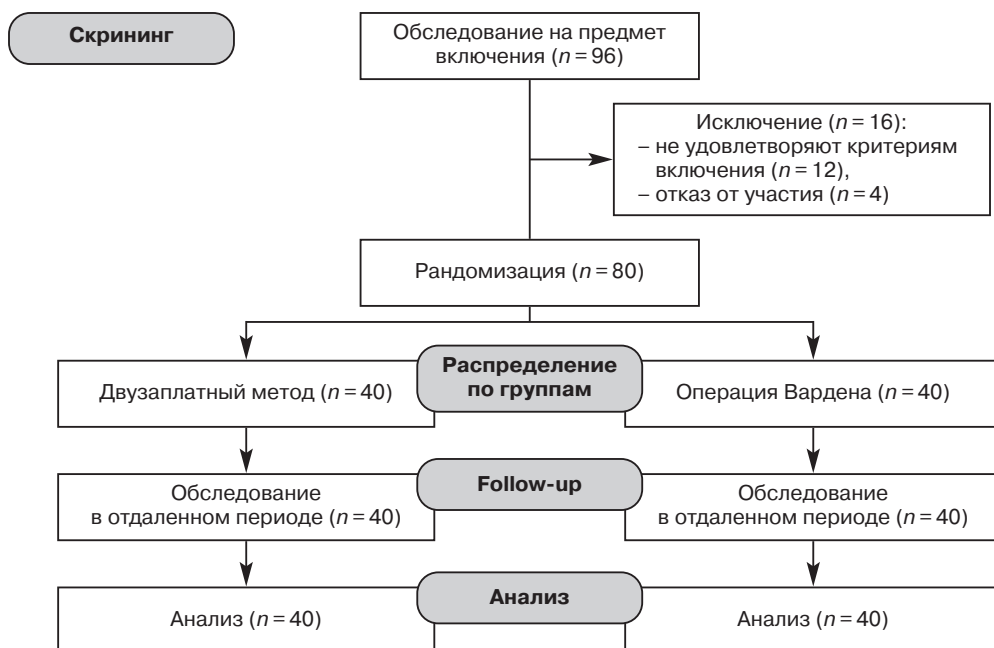 Скрининг
Обследование на предмет
включения (n = 96)
Исключение (n = 16):
– не удовлетворяют критериям
включения (n = 12),
– отказ от участия (n = 4)
Рандомизация (n = 80)
Распределение
по группам
Двузаплатный метод (n = 40)
Операция Вардена (n = 40)
Follow-up
Обследование
в отдаленном периоде (n = 40)
Обследование
в отдаленном периоде (n = 40)
Анализ
Анализ (n = 40)
Анализ (n = 40)